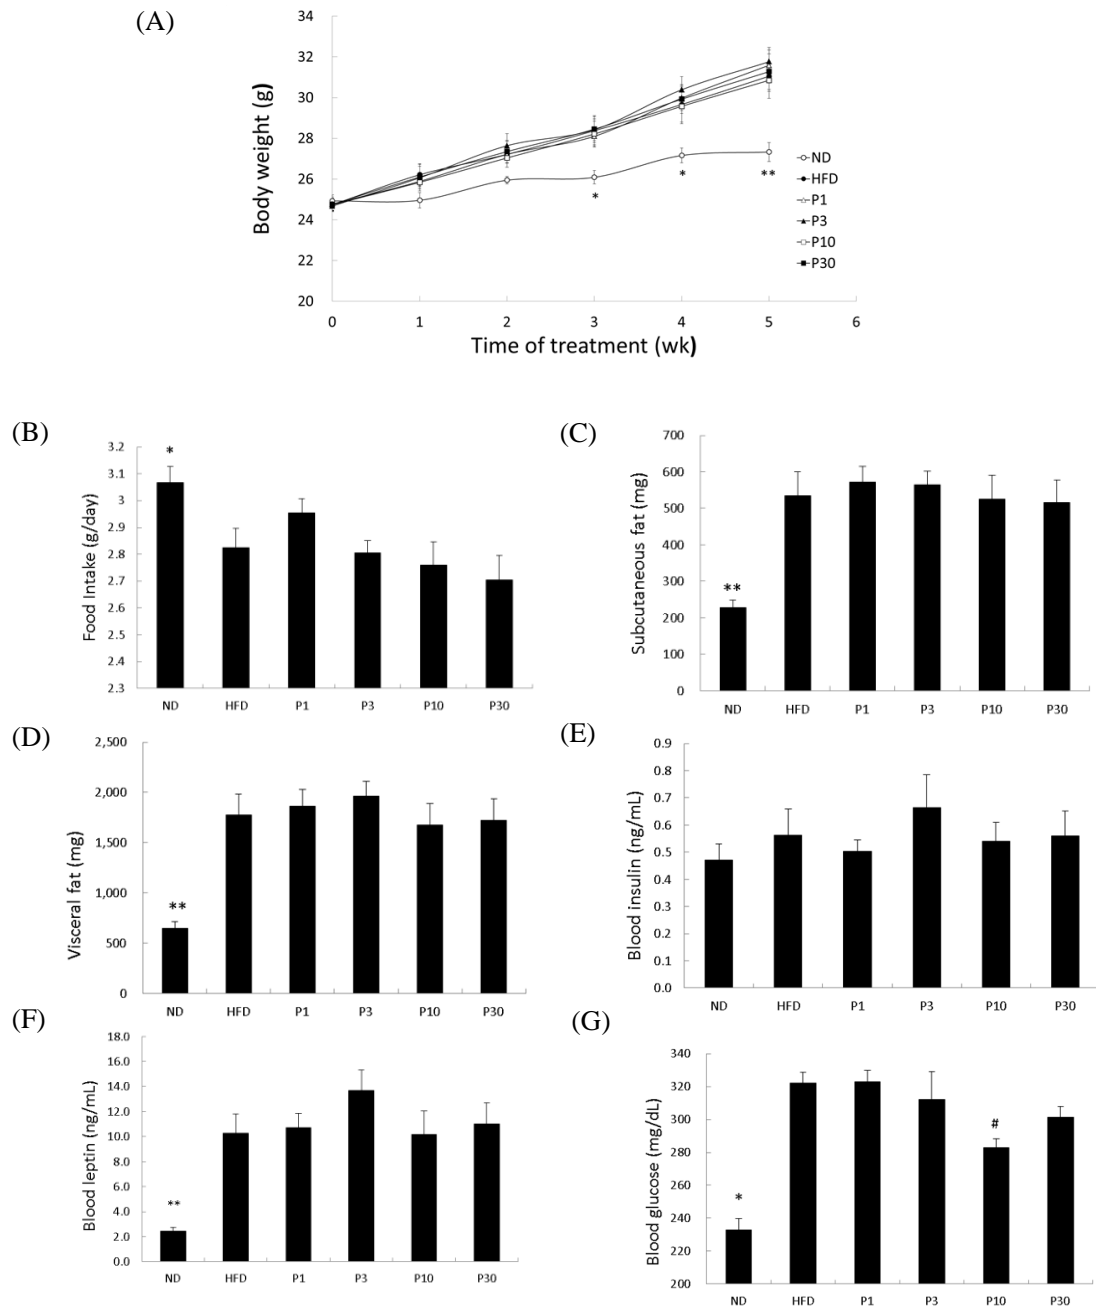 (A)
Body weight (g)
34
32
30
28
26
24
22
20
*
*
**
0 1 2 3 4 5 6
Time of treatment (wk)
ND
HFD
P1
P3
P10
P30
(B)
Food Intake (g/day)
3.2
3.1
3
2.9
2.8
2.7
2.6
2.5
2.4
2.3
*
ND HFD P1 P3 P10 P30
(C)
Subcutaneous fat (mg)
700
600
500
400
300
200
100
0
**
ND HFD P1 P3 P10 P30
(D)
Visceral fat (mg)
2,500
2,000
1,500
1,000
500
0
**
ND HFD P1 P3 P10 P30
(E)
Blood insulin (ng/mL)
0.9
0.8
0.7
0.6
0.5
0.4
0.3
0.2
0.1
0.0
ND HFD P1 P3 P10 P30
(F)
Blood leptin (ng/mL)
18.0
16.0
14.0
12.0
10.0
8.0
6.0
4.0
2.0
0.0
**
ND HFD P1 P3 P10 P30
(G)
Blood glucose (mg/dL)
340
320
300
280
260
240
220
200
*
#
ND HFD P1 P3 P10 P30